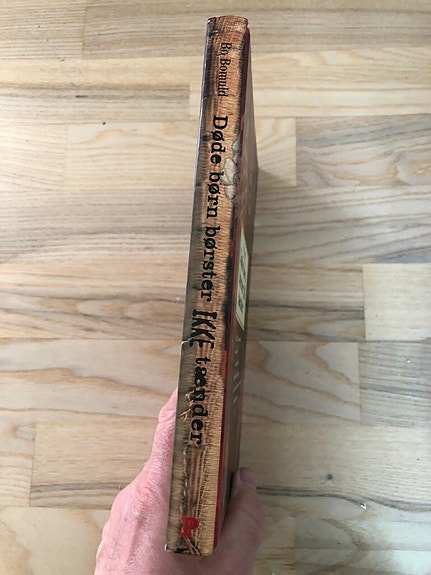 Bo Bomuld
Døde børn børster IKKE tænder
P